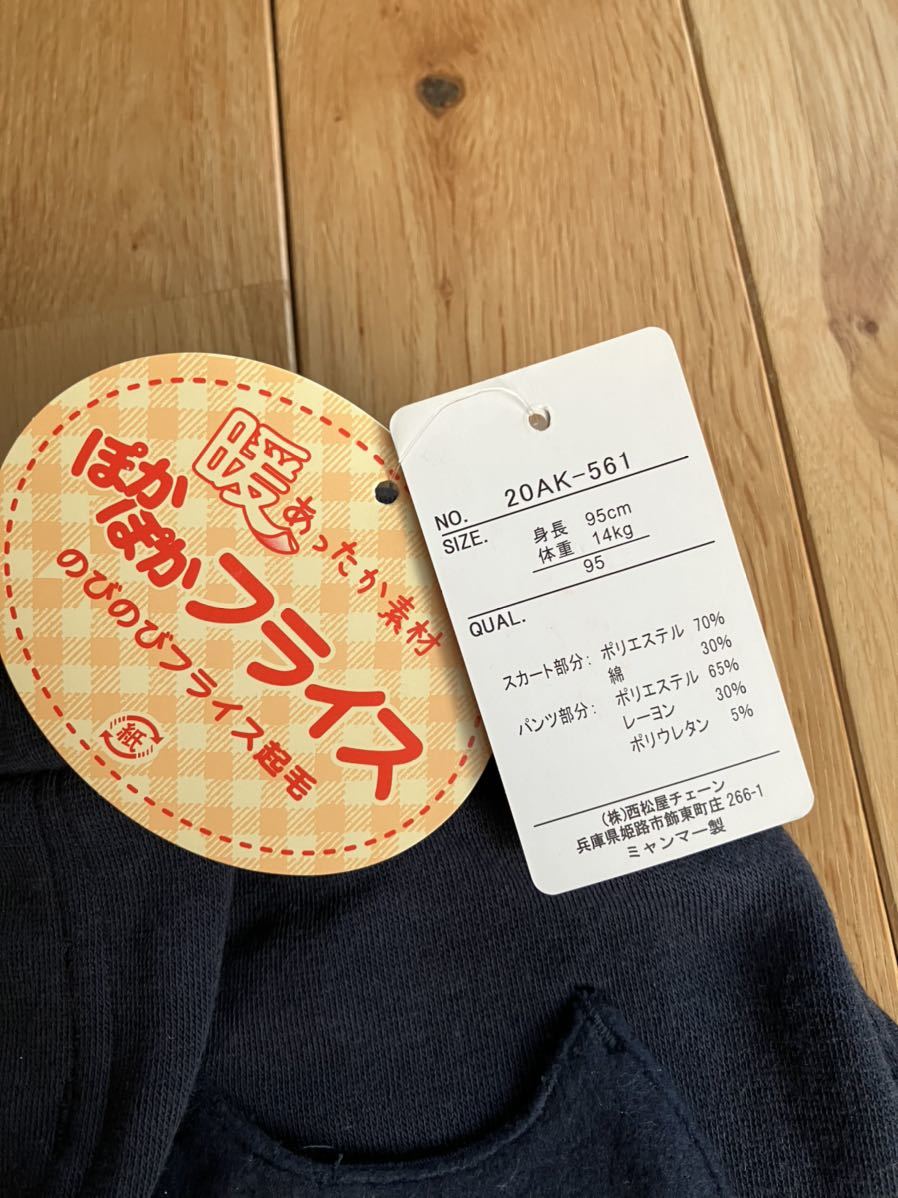 暖あったか素材
ぽかぽかフライス
のびのびフライス起毛
紙
NO. 20AK-561
SIZE. 身長 95cm
体重 14kg
95
QUAL.
スカート部分: ポリエステル 70%
綿 30%
パンツ部分: ポリエステル 65%
レーヨン 30%
ポリウレタン 5%
(株)西松屋チェーン
兵庫県姫路市飾東町庄 266-1
ミャンマー製